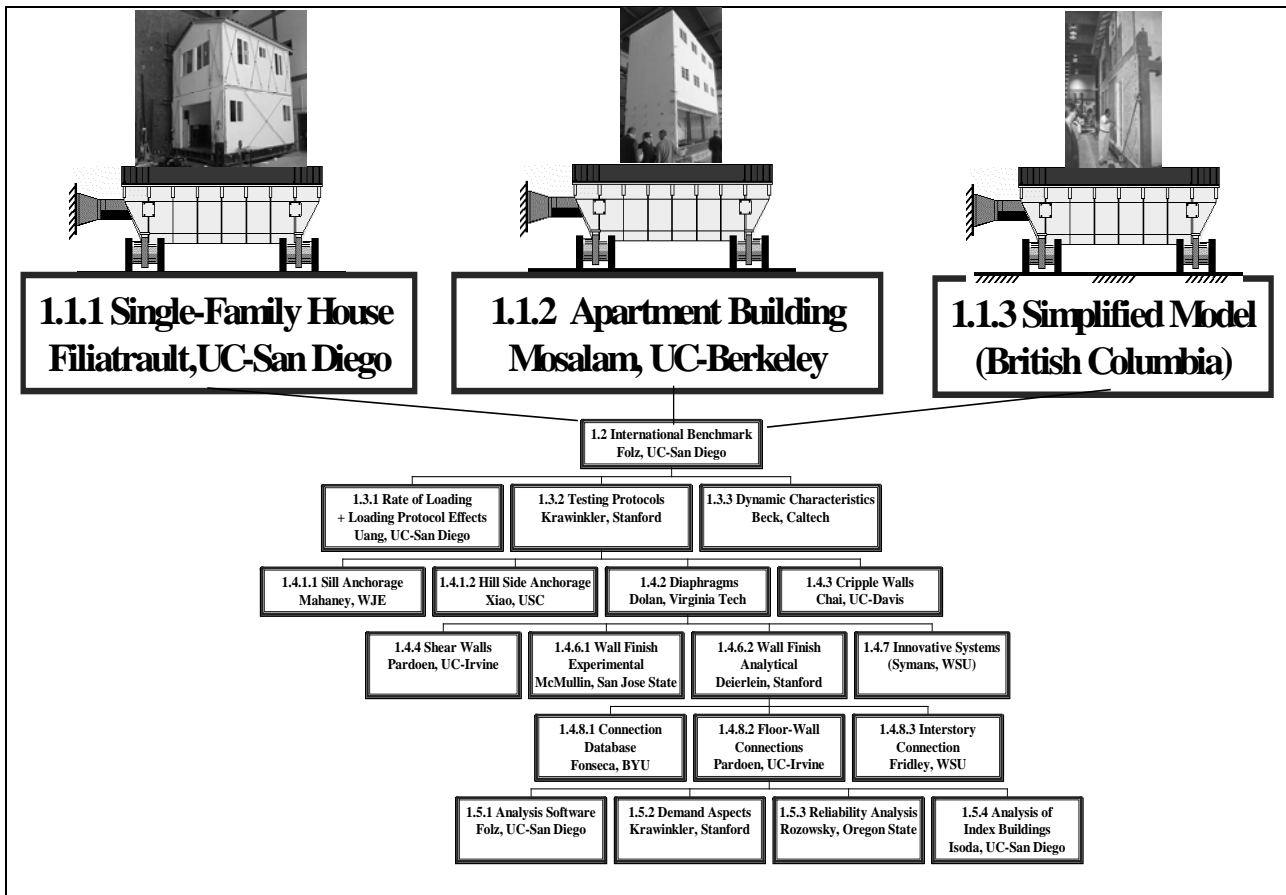 1.1.1 Single-Family House
Filiatrault,UC-San Diego
1.1.2 Apartment Building
Mosalam, UC-Berkeley
1.1.3 Simplified Model
(British Columbia)
1.2 International Benchmark
Folz, UC-San Diego
1.3.1 Rate of Loading
+ Loading Protocol Effects
Uang, UC-San Diego
1.3.2 Testing Protocols
Krawinkler, Stanford
1.3.3 Dynamic Characteristics
Beck, Caltech
1.4.1.1 Sill Anchorage
Mahaney, WJE
1.4.1.2 Hill Side Anchorage
Xiao, USC
1.4.2 Diaphragms
Dolan, Virginia Tech
1.4.3 Cripple Walls
Chai, UC-Davis
1.4.4 Shear Walls
Pardoen, UC-Irvine
1.4.6.1 Wall Finish
Experimental
McMullin, San Jose State
1.4.6.2 Wall Finish
Analytical
Deierlein, Stanford
1.4.7 Innovative Systems
(Symans, WSU)
1.4.8.1 Connection
Database
Fonseca, BYU
1.4.8.2 Floor-Wall
Connections
Pardoen, UC-Irvine
1.4.8.3 Interstory
Connection
Fridley, WSU
1.5.1 Analysis Software
Folz, UC-San Diego
1.5.2 Demand Aspects
Krawinkler, Stanford
1.5.3 Reliability Analysis
Rozowsky, Oregon State
1.5.4 Analysis of
Index Buildings
Isoda, UC-San Diego